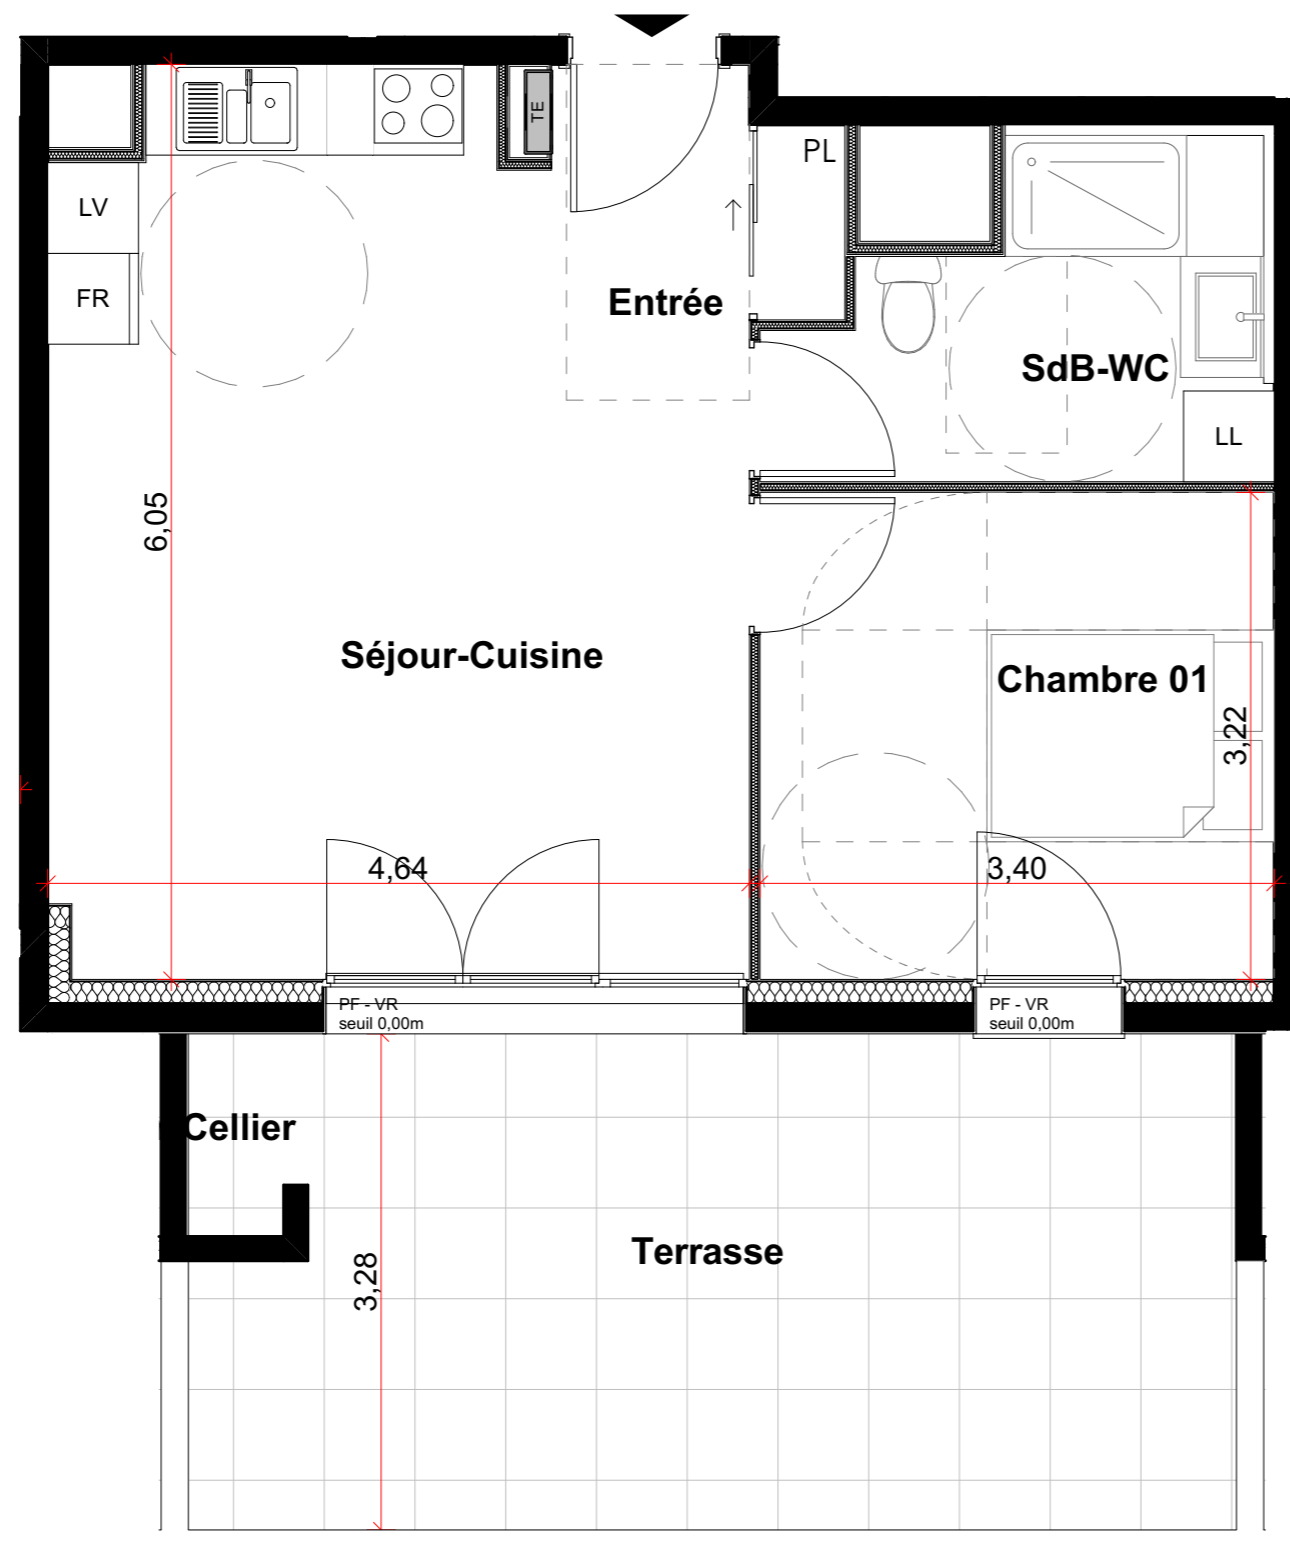 TE
PL
LV
FR
Entrée
SdB-WC
LL
6,05
Séjour-Cuisine
Chambre 01
3,22
4,64
3,40
PF - VR
seuil 0,00m
PF - VR
seuil 0,00m
Cellier
Terrasse
3,28